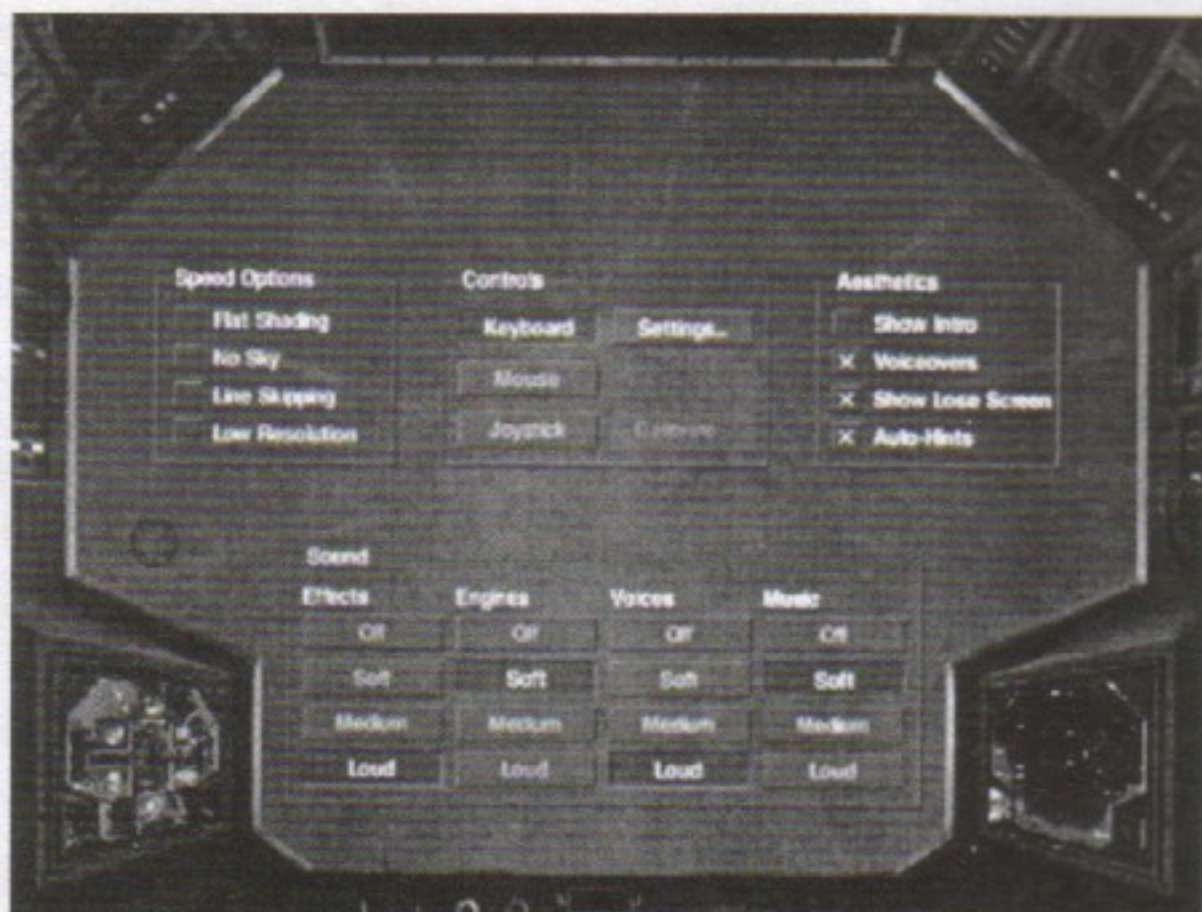 Speed Options
Flat Shading
No Sky
Line Skipping
Low Resolution
Controls
Keyboard Settings...
Mouse
Joystick
Aesthetics
Show Intro
Voiceovers
Show Lose Screen
Auto-Hints
Sound
Effects Engines Voices Music
Off Off Off Off
Soft Soft Soft Soft
Medium Medium Medium Medium
Loud Loud Loud Loud